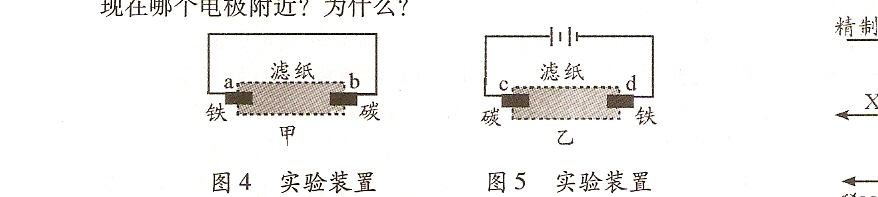 现在哪个电极附近？为什么？
精制
滤纸
a b
铁 碳
甲
图4 实验装置
滤纸
c d
碳 铁
乙
图5 实验装置
X